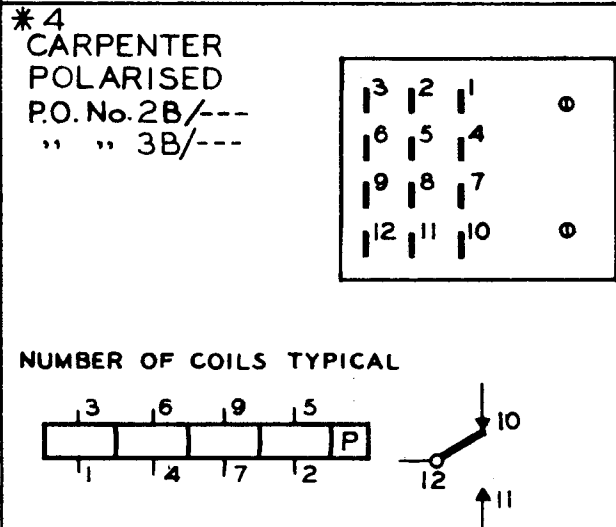 *4
CARPENTER
POLARISED
P.O. No. 2B/---
" " 3B/---
3 2 1
6 5 4
9 8 7
12 11 10
NUMBER OF COILS TYPICAL
3 6 9 5
P
1 4 7 2
10
12
11